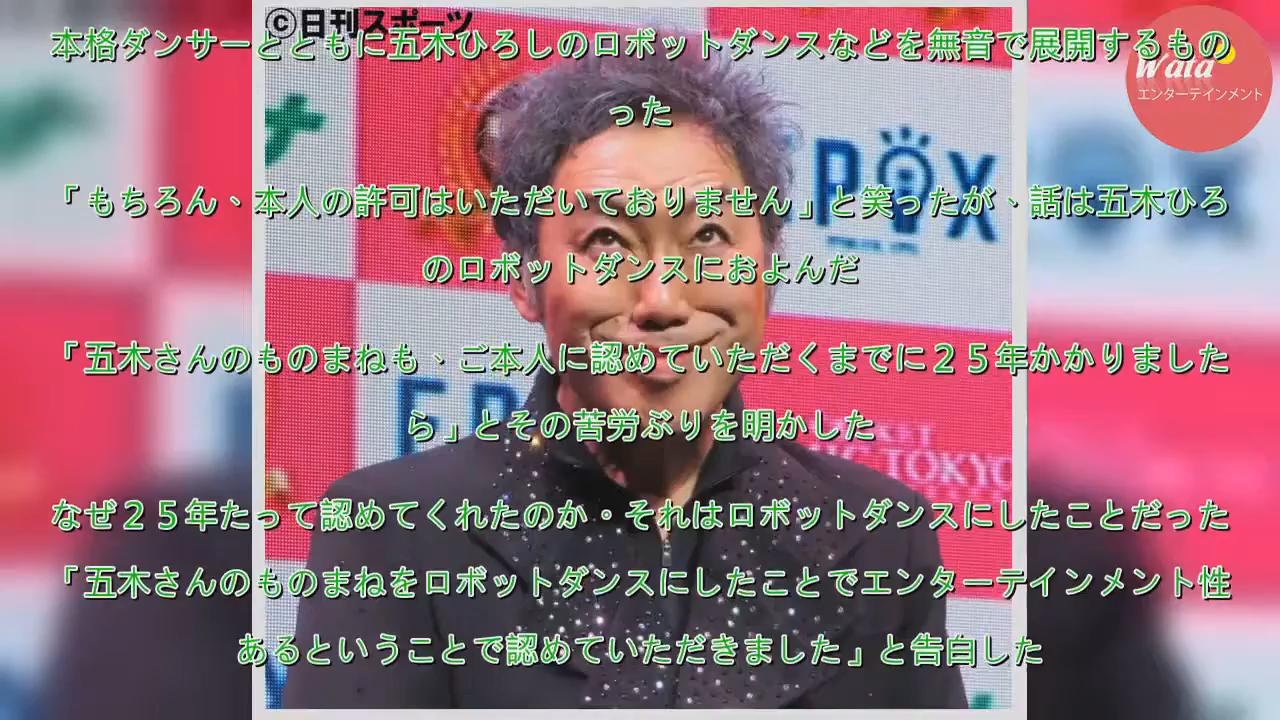 ©日刊スポーツ
本格ダンサーとともに五木ひろしのロボットダンスなどを無音で展開するもの
った
「もちろん、本人の許可はいただいておりません」と笑ったが、話は五木ひろ
のロボットダンスにおよんだ
「五木さんのものまねも、ご本人に認めていただくまでに２５年かかりました
ら」とその苦労ぶりを明かした
なぜ２５年たって認めてくれたのか・それはロボットダンスにしたことだった
「五木さんのものまねをロボットダンスにしたことでエンターテインメント性
あるということで認めていただきました」と告白した
Wala
エンターテインメント
EPOX
TOKYO